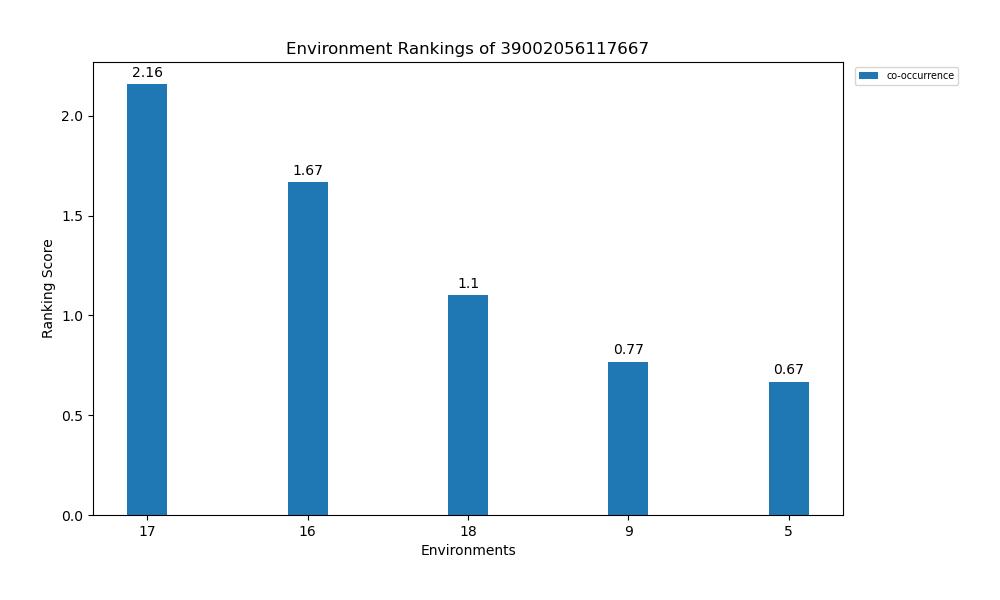 Environment Rankings of 39002056117667
co-occurrence
2.16
1.67
1.1
0.77
0.67
Ranking Score
2.0
1.5
1.0
0.5
0.0
17 16 18 9 5
Environments